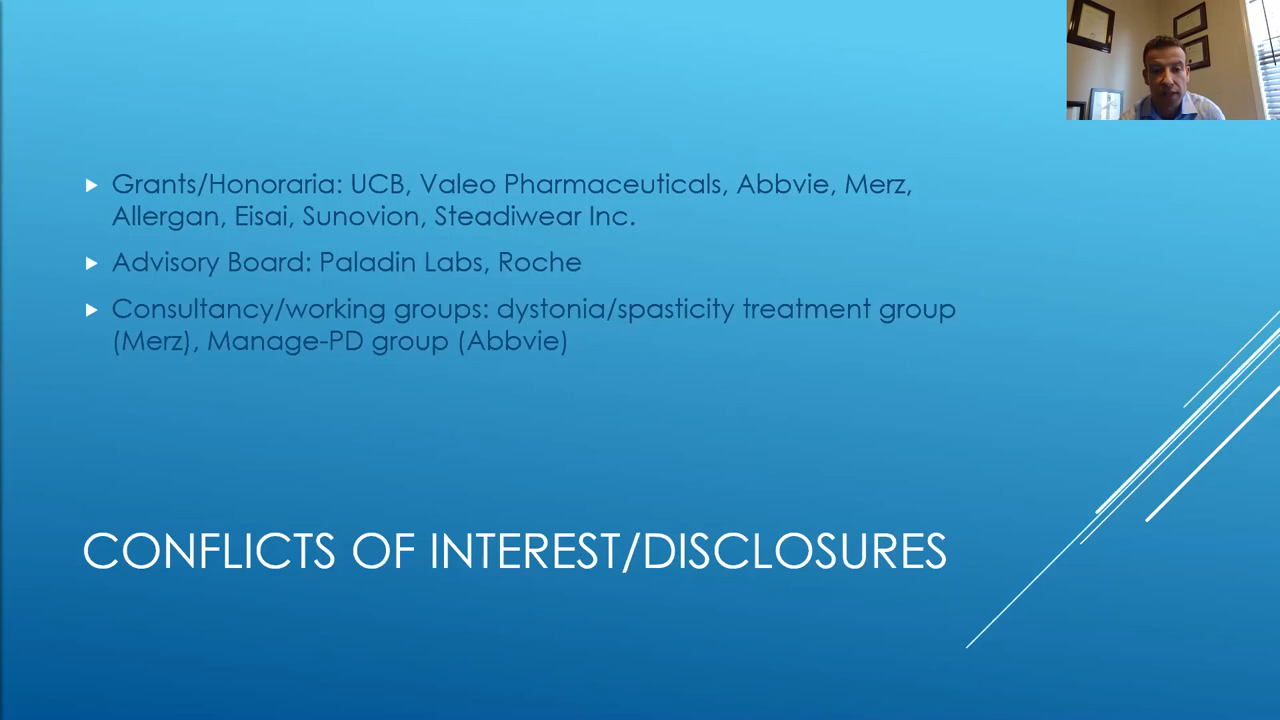 Grants/Honoraria: UCB, Valeo Pharmaceuticals, Abbvie, Merz,
Allergan, Eisai, Sunovion, Steadiwear Inc.
Advisory Board: Paladin Labs, Roche
Consultancy/working groups: dystonia/spasticity treatment group
(Merz), Manage-PD group (Abbvie)
CONFLICTS OF INTEREST/DISCLOSURES